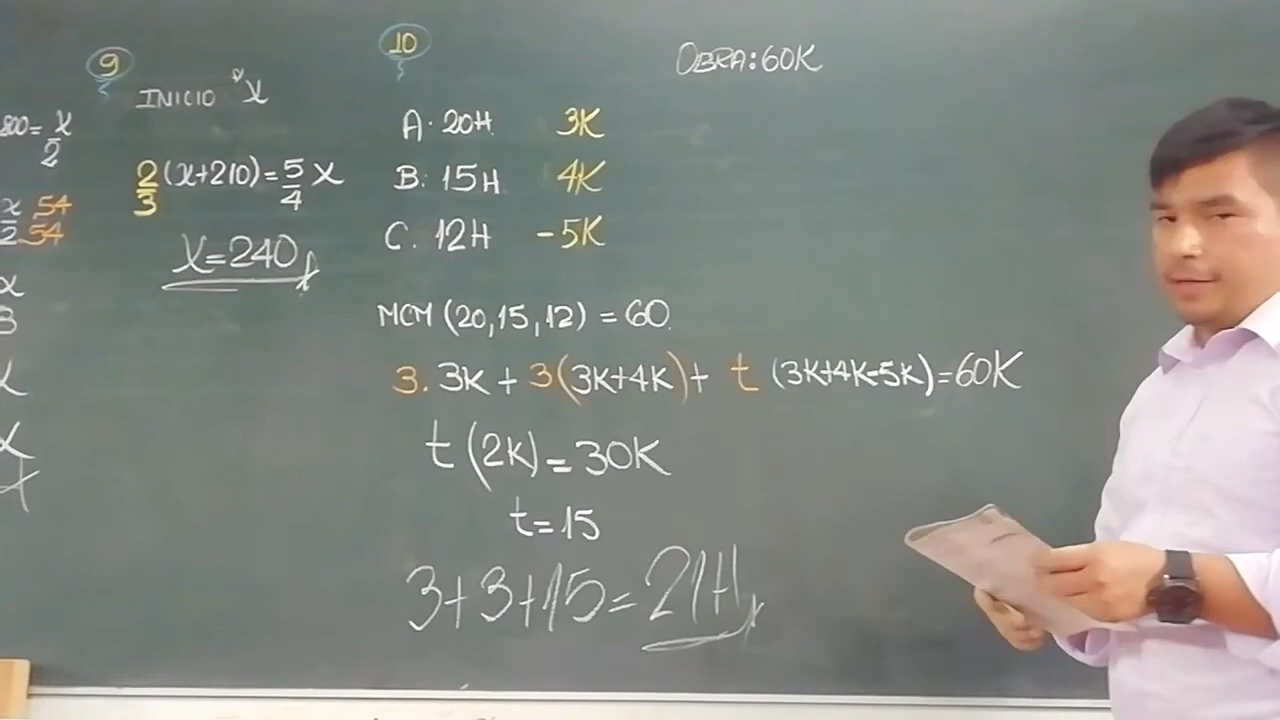 800 = x/2
x/2 54/54
x
3
x
x
9
INICIO : x
2/3 (x+210) = 5/4 x
x=240
10
OBRA: 60K
A. 20H 3K
B: 15H 4K
C. 12H -5K
MCM (20,15,12) = 60.
3. 3K + 3(3K+4K) + t (3K+4K-5K) = 60K
t (2K) = 30K
t = 15
3+3+15 = 21H